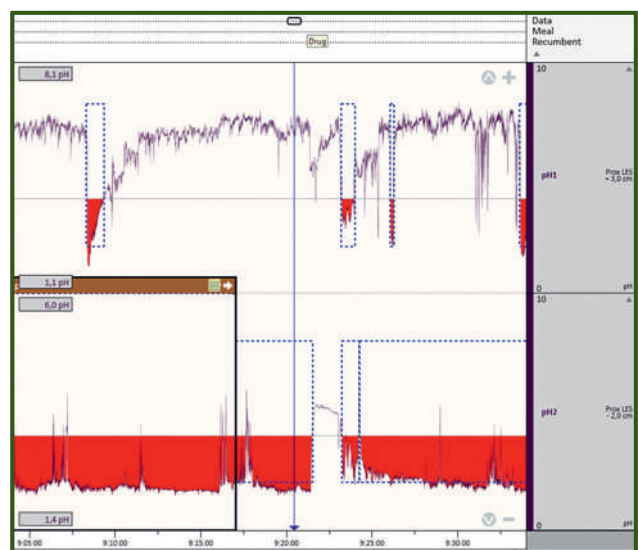 Data
Meal
Recumbent
Drug
8,1 pH
10
pH1
Prox LES
+ 3,0 cm
1,1 pH
0
pH
6,0 pH
10
pH2
Prox LES
- 2,0 cm
1,4 pH
0
pH
9:05:00
9:10:00
9:15:00
9:20:00
9:25:00
9:30:00